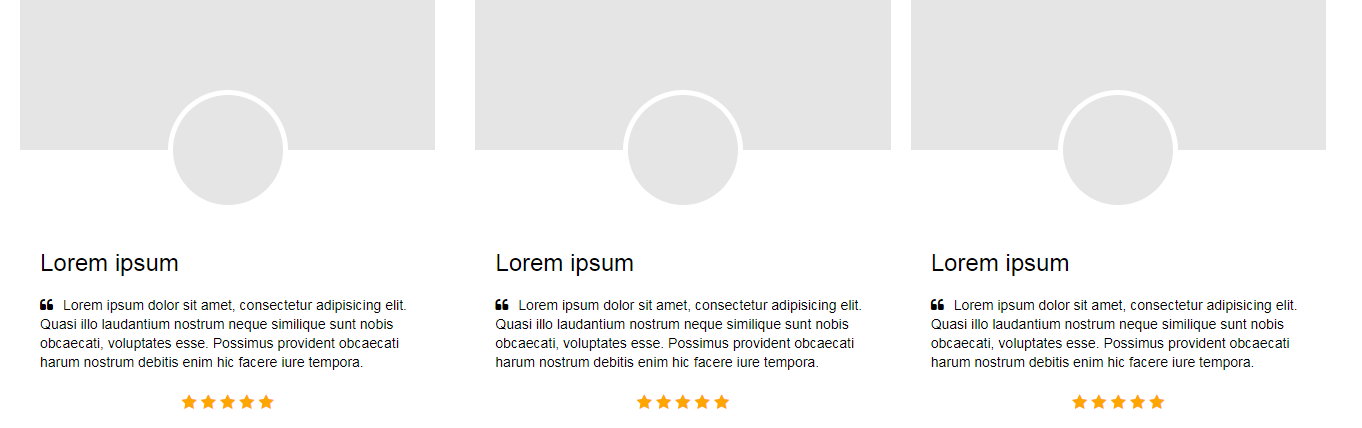 Lorem ipsum
❝ Lorem ipsum dolor sit amet, consectetur adipisicing elit.
Quasi illo laudantium nostrum neque similique sunt nobis
obcaecati, voluptates esse. Possimus provident obcaecati
harum nostrum debitis enim hic facere iure tempora.
Lorem ipsum
❝ Lorem ipsum dolor sit amet, consectetur adipisicing elit.
Quasi illo laudantium nostrum neque similique sunt nobis
obcaecati, voluptates esse. Possimus provident obcaecati
harum nostrum debitis enim hic facere iure tempora.
Lorem ipsum
❝ Lorem ipsum dolor sit amet, consectetur adipisicing elit.
Quasi illo laudantium nostrum neque similique sunt nobis
obcaecati, voluptates esse. Possimus provident obcaecati
harum nostrum debitis enim hic facere iure tempora.